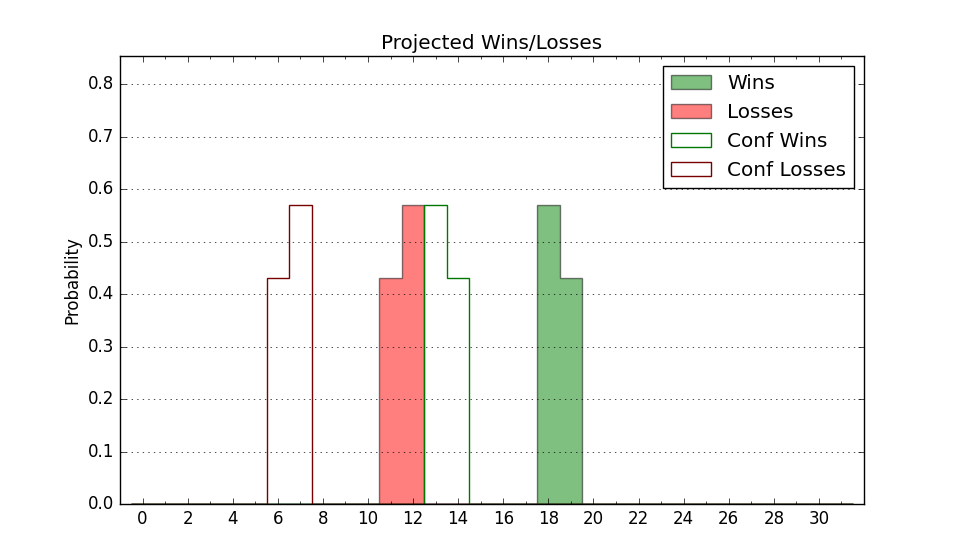 Projected Wins/Losses
Wins
Losses
Conf Wins
Conf Losses
Probability
0.8
0.7
0.6
0.5
0.4
0.3
0.2
0.1
0.0
0 2 4 6 8 10 12 14 16 18 20 22 24 26 28 30